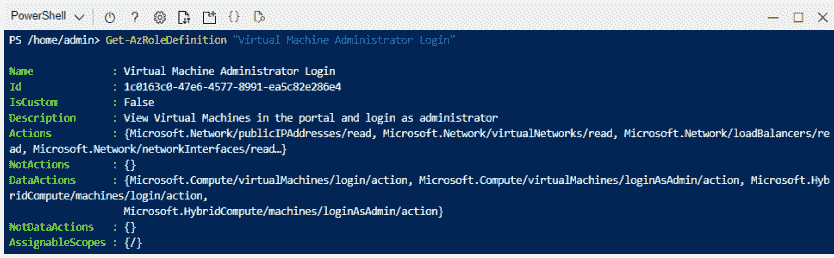 PowerShell
PS /home/admin> Get-AzRoleDefinition "Virtual Machine Administrator Login"
Name : Virtual Machine Administrator Login
Id : 1c0163c0-47e6-4577-8991-ea5c82e286e4
IsCustom : False
Description : View Virtual Machines in the portal and login as administrator
Actions : {Microsoft.Network/publicIPAddresses/read, Microsoft.Network/virtualNetworks/read, Microsoft.Network/loadBalancers/re
ad, Microsoft.Network/networkInterfaces/read…}
NotActions : {}
DataActions : {Microsoft.Compute/virtualMachines/login/action, Microsoft.Compute/virtualMachines/loginAsAdmin/action, Microsoft.Hyb
ridCompute/machines/login/action,
Microsoft.HybridCompute/machines/loginAsAdmin/action}
NotDataActions : {}
AssignableScopes : {/}